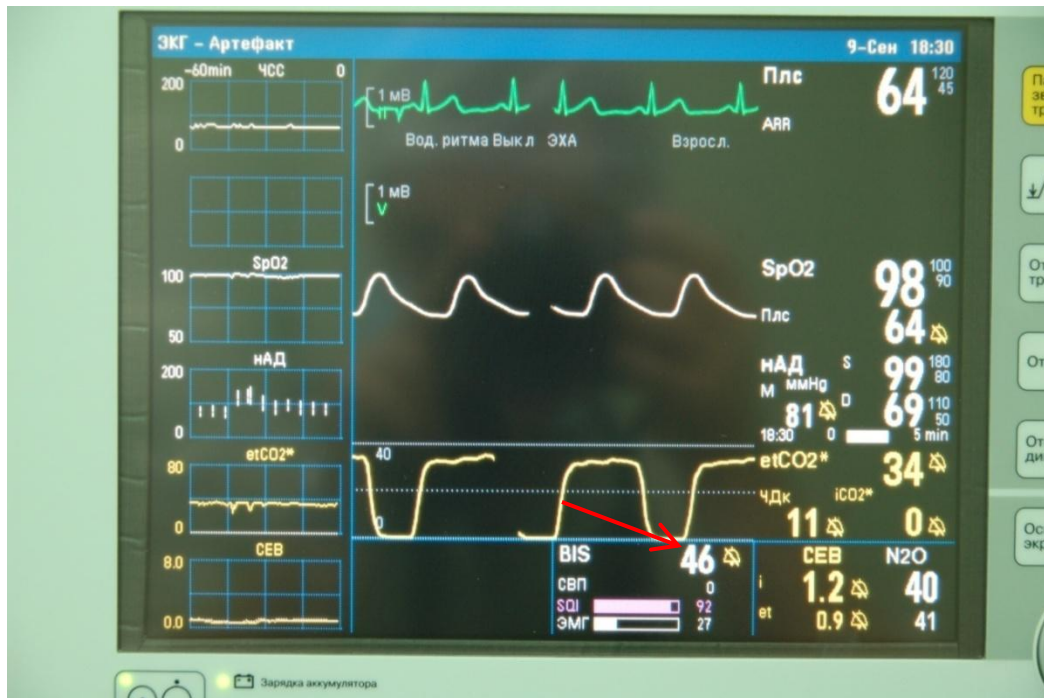 ЭКГ – Артефакт
9-Сен 18:30
-60min ЧСС 0
200
0
1 мВ
II
Вод. ритма Выкл ЭХА Взросл.
Плс 64 120
45
ARR
1 мВ
V
SpO2
100
50
SpO2 98 100
90
Плс 64
нАД
200
0
нАД S 99 180
80
М ммHg
81 D 69 110
50
18:30 0 5 min
etCO2*
80
0
40
0
etCO2* 34
ЧДк iCO2*
11 0
СЕВ
8.0
0.0
BIS 46
СВП 0
SQI 92
ЭМГ 27
СЕВ N2O
i 1.2 40
et 0.9 41
Зарядка аккумулятора